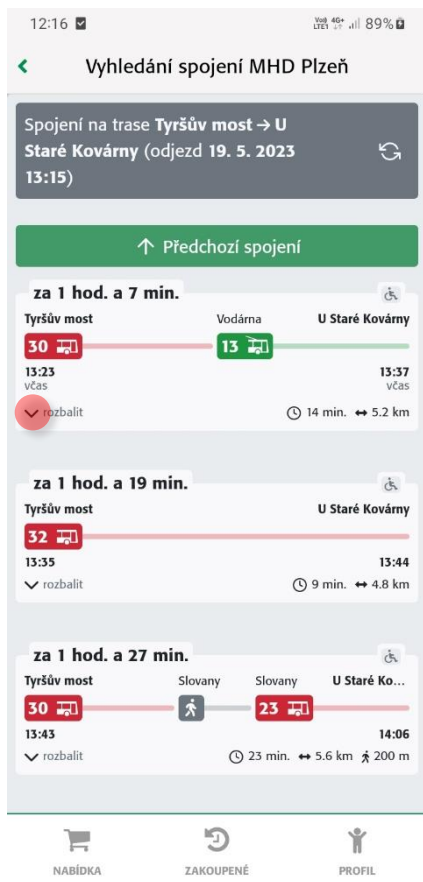 12:16 89%
Vyhledání spojení MHD Plzeň
Spojení na trase Tyršův most → U
Staré Kovárny (odjezd 19. 5. 2023
13:15)
↑ Předchozí spojení
za 1 hod. a 7 min.
Tyršův most Vodárna U Staré Kovárny
30 13
13:23 13:37
včas včas
rozbalit 14 min. ↔ 5.2 km
za 1 hod. a 19 min.
Tyršův most U Staré Kovárny
32
13:35 13:44
rozbalit 9 min. ↔ 4.8 km
za 1 hod. a 27 min.
Tyršův most Slovany Slovany U Staré Ko...
30 23
13:43 14:06
rozbalit 23 min. ↔ 5.6 km 200 m
NABÍDKA ZAKOUPENÉ PROFIL